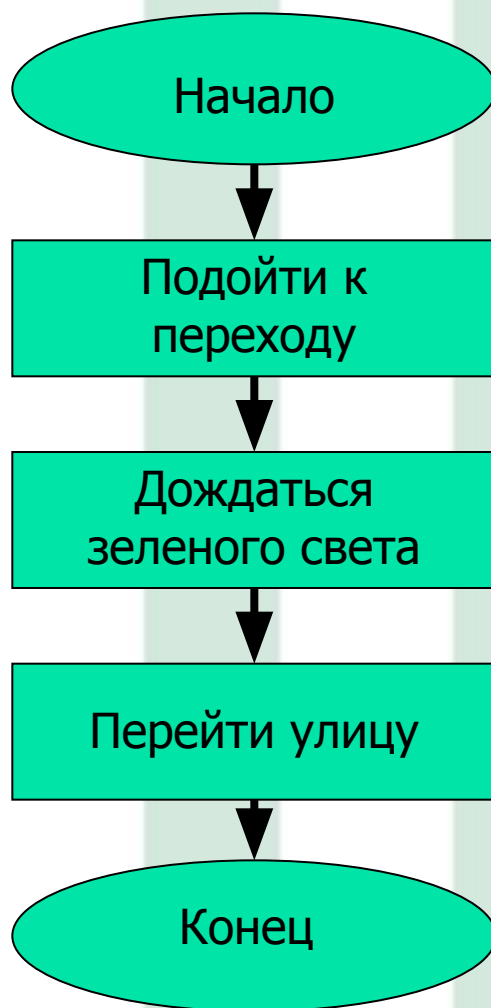 Начало
Подойти к
переходу
Дождаться
зеленого света
Перейти улицу
Конец